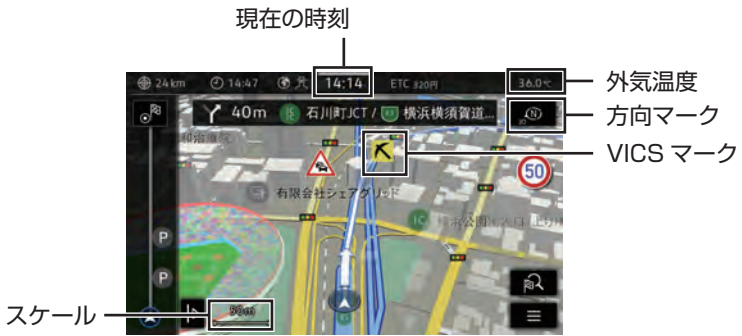 現在の時刻
24km
14:47
14:14
ETC 320円
36.0℃
外気温度
40m
石川町JCT / 横浜横須賀道...
N
3D
方向マーク
VICS マーク
50
有限会社シェアグリッド
IC
P
P
スケール
50m